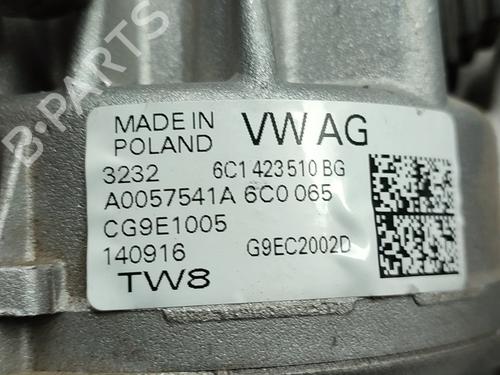 MADE IN
POLAND
VW AG
3232 6C1 423 510 BG
A0057541A 6C0 065
CG9E1005
140916 G9EC2002D
TW8
B-PARTS